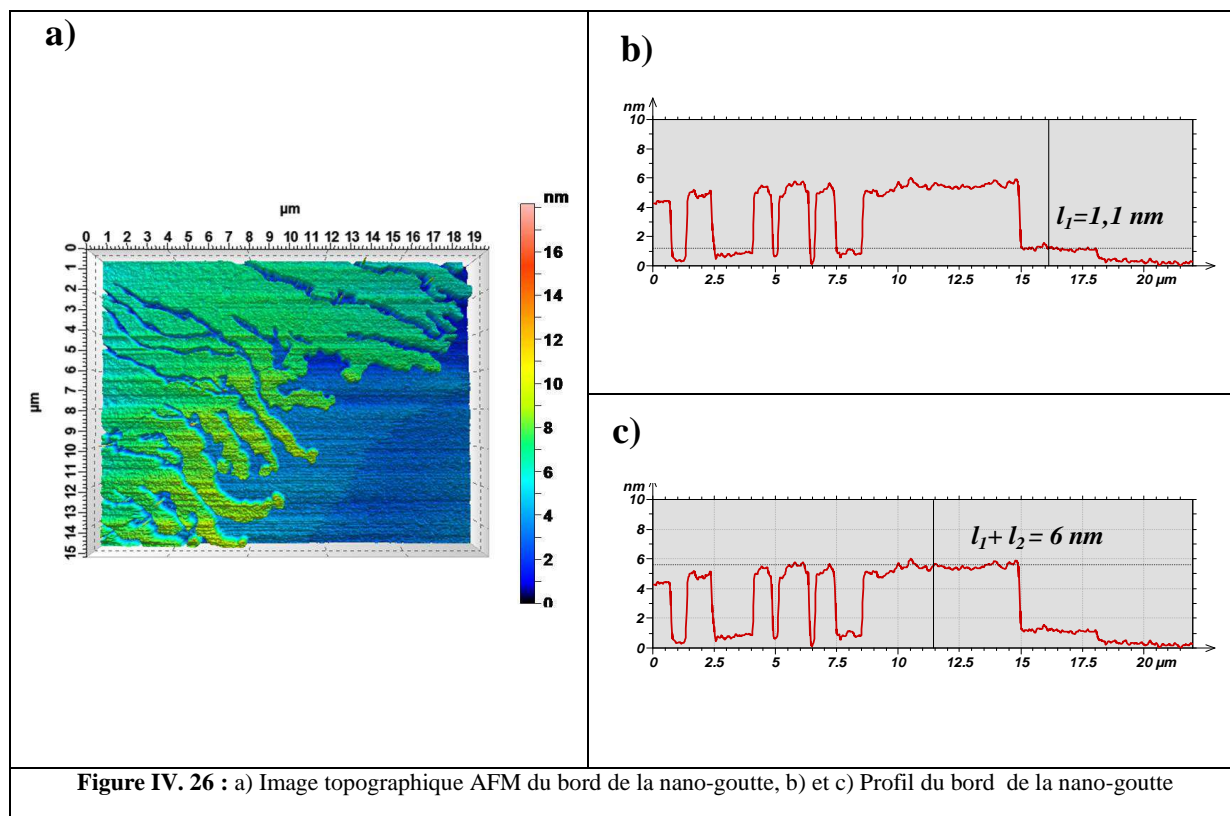 a)
nm
µm
0 1 2 3 4 5 6 7 8 9 10 11 12 13 14 15 16 17 18 19
µm
0
1
2
3
4
5
6
7
8
9
10
11
12
13
14
15
16
14
12
10
8
6
4
2
0
b)
nm
10
8
6
4
2
0
l1=1,1 nm
0 2.5 5 7.5 10 12.5 15 17.5 20 µm
c)
nm
10
8
6
4
2
0
l1+ l2 = 6 nm
0 2.5 5 7.5 10 12.5 15 17.5 20 µm
Figure IV. 26 : a) Image topographique AFM du bord de la nano-goutte, b) et c) Profil du bord de la nano-goutte